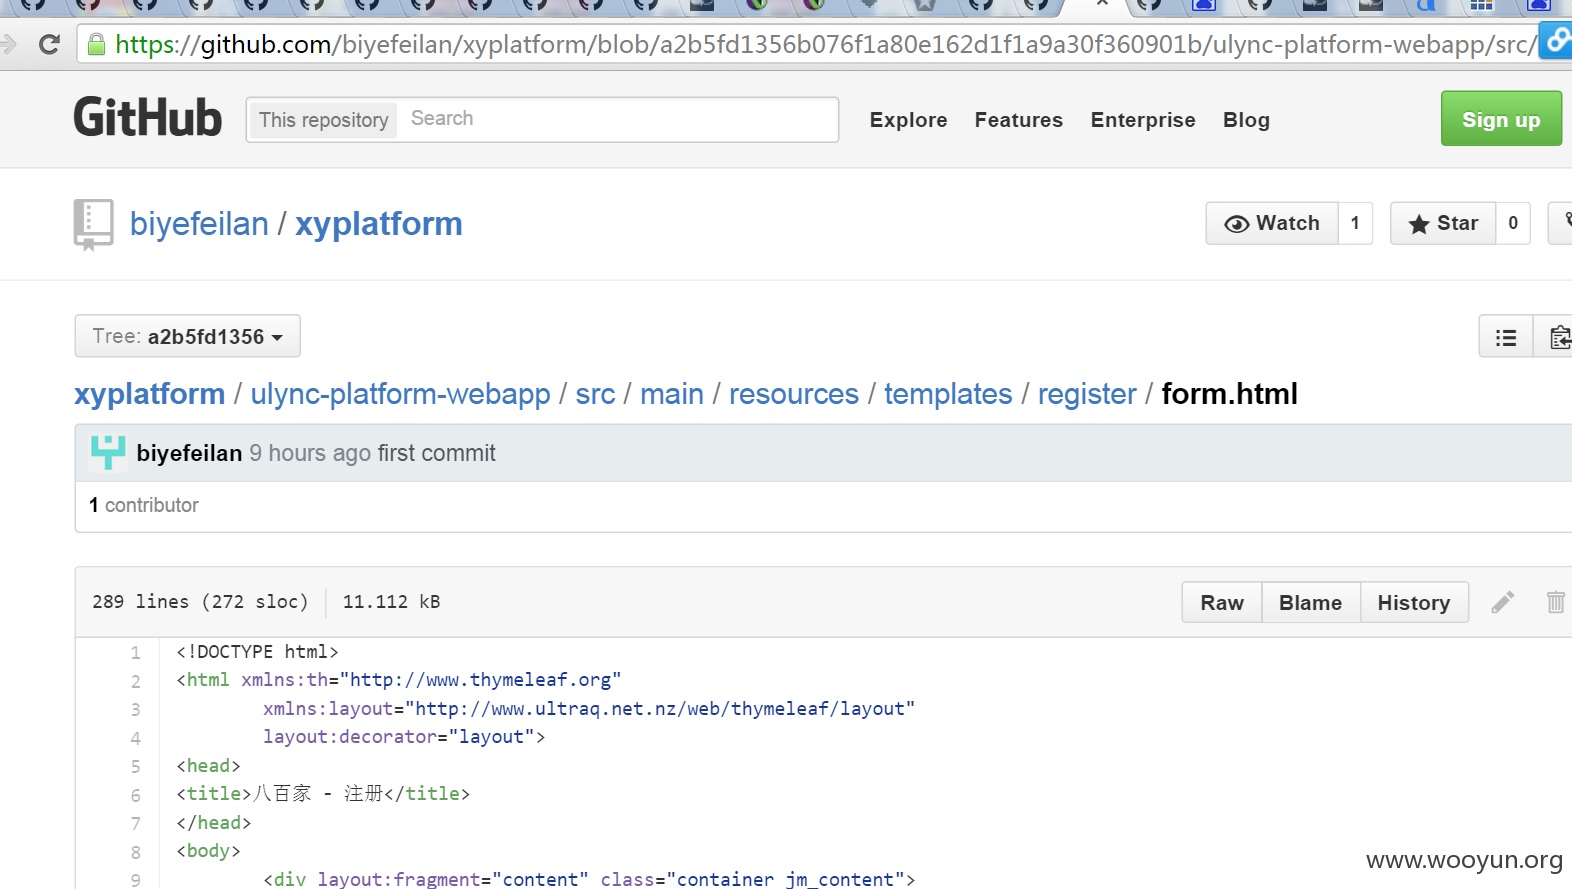 https://github.com/biyefeilan/xyplatform/blob/a2b5fd1356b076f1a80e162d1f1a9a30f360901b/ulync-platform-webapp/src/
GitHub This repository Search Explore Features Enterprise Blog Sign up
biyefeilan / xyplatform Watch 1 Star 0
Tree: a2b5fd1356
xyplatform / ulync-platform-webapp / src / main / resources / templates / register / form.html
biyefeilan 9 hours ago first commit
1 contributor
289 lines (272 sloc) 11.112 kB Raw Blame History
1 <!DOCTYPE html>
2 <html xmlns:th="http://www.thymeleaf.org"
3 xmlns:layout="http://www.ultraq.net.nz/web/thymeleaf/layout"
4 layout:decorator="layout">
5 <head>
6 <title>八百家 - 注册</title>
7 </head>
8 <body>
9 <div layout:fragment="content" class="container jm_content">
www.wooyun.org